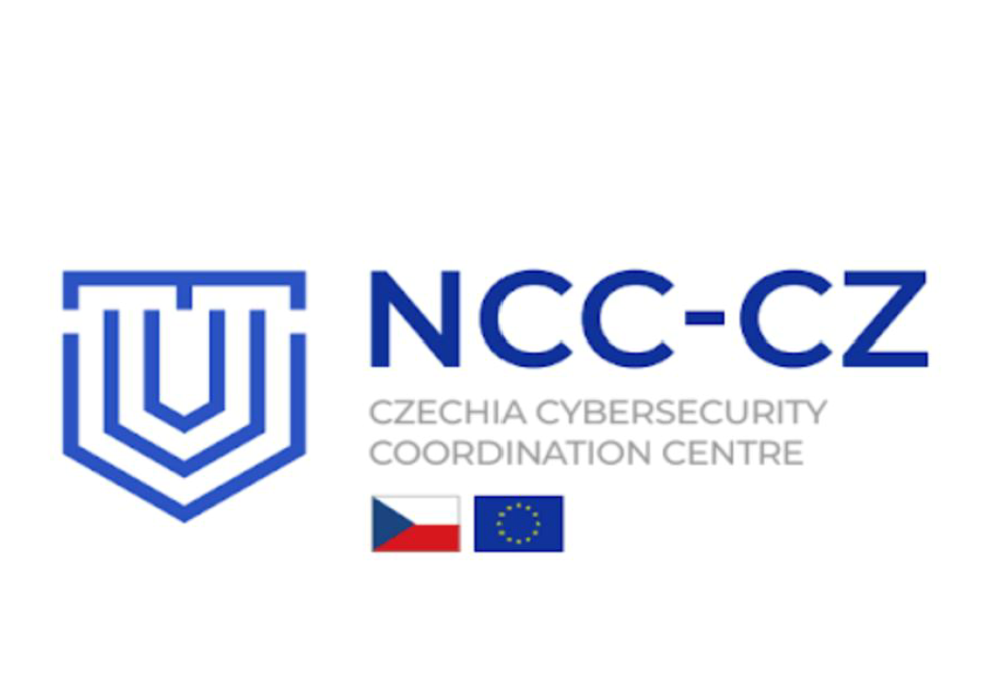 NCC-CZ
CZECHIA CYBERSECURITY
COORDINATION CENTRE